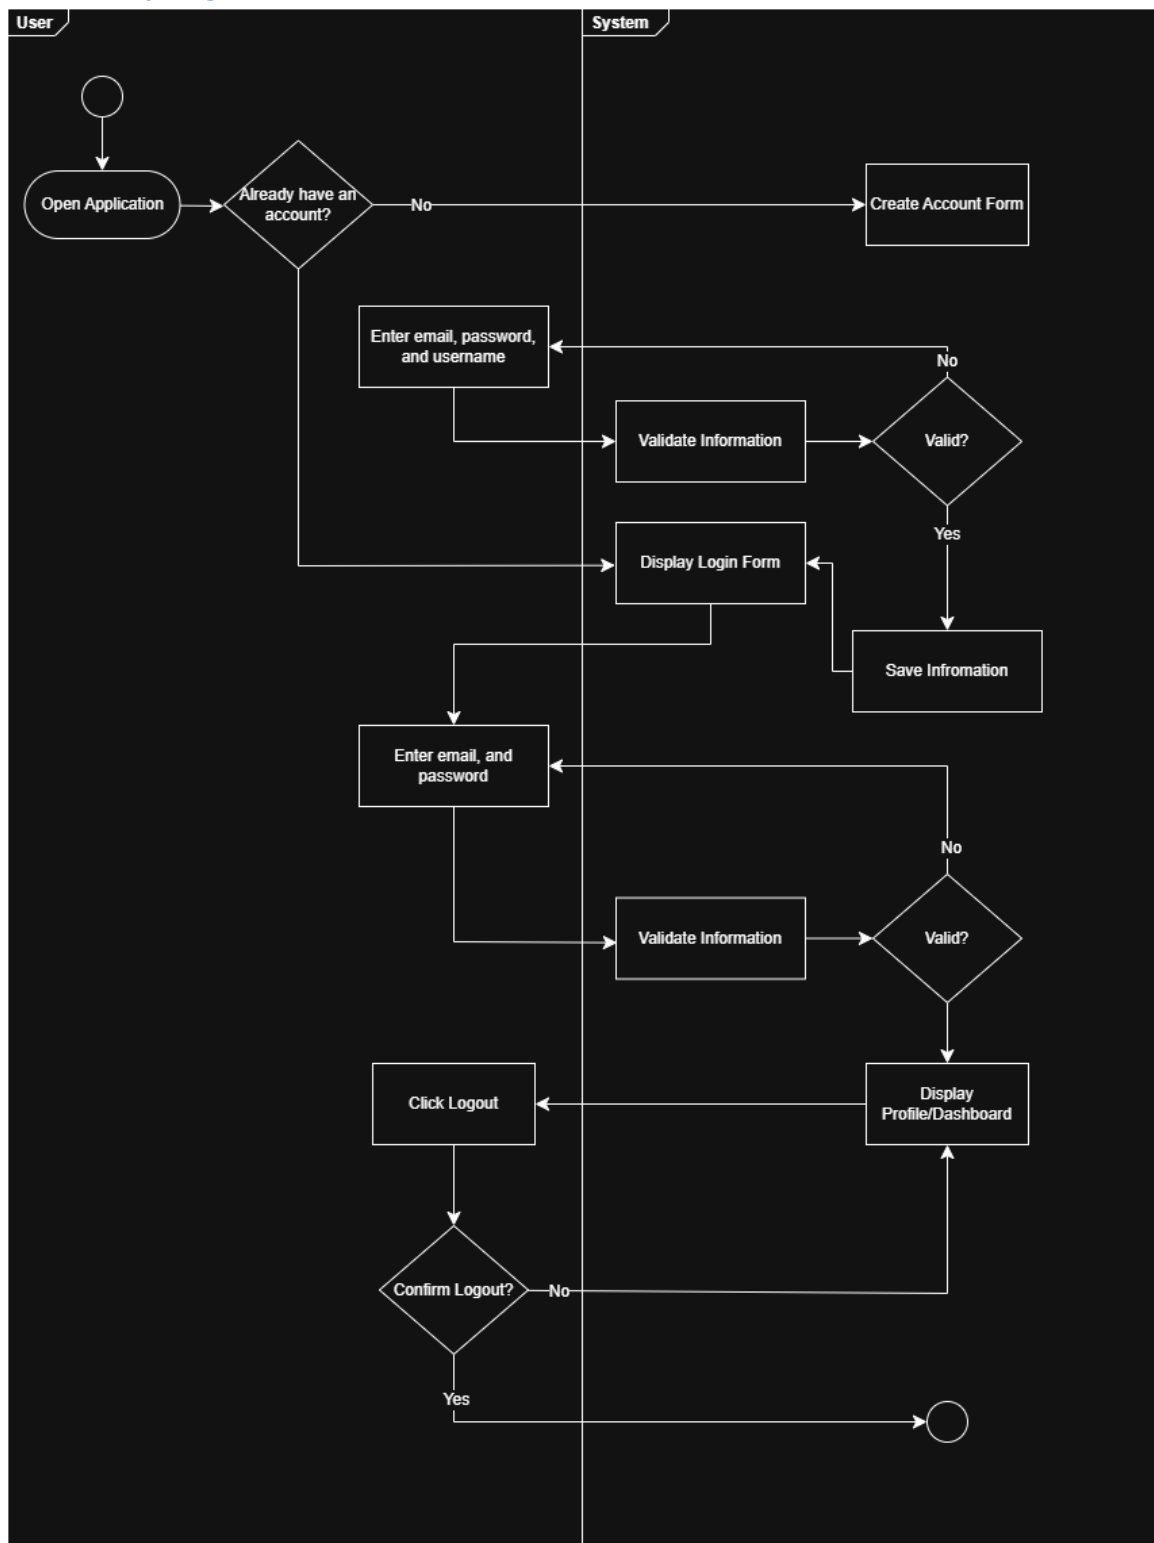 User
System
Open Application
Already have an
account?
No
Create Account Form
Enter email, password,
and username
No
Validate Information
Valid?
Yes
Display Login Form
Save Infromation
Enter email, and
password
No
Validate Information
Valid?
Click Logout
Display
Profile/Dashboard
Confirm Logout?
No
Yes